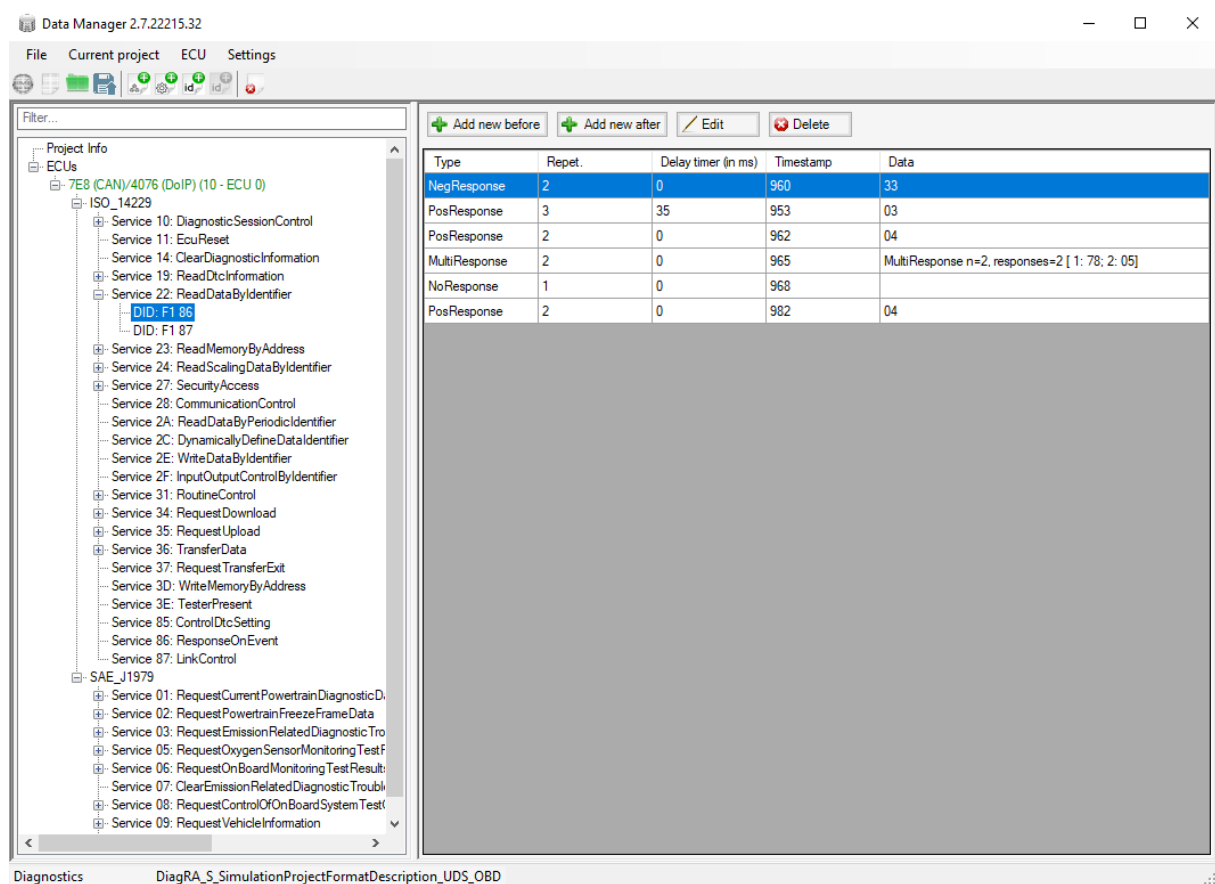 Data Manager 2.7.22215.32
File Current project ECU Settings
Filter...
Project Info
ECUs
7E8 (CAN)/4076 (DoIP) (10 - ECU 0)
ISO_14229
Service 10: DiagnosticSessionControl
Service 11: EcuReset
Service 14: ClearDiagnosticInformation
Service 19: ReadDtcInformation
Service 22: ReadDataByIdentifier
DID: F1 86
DID: F1 87
Service 23: ReadMemoryByAddress
Service 24: ReadScalingDataByIdentifier
Service 27: SecurityAccess
Service 28: CommunicationControl
Service 2A: ReadDataByPeriodicIdentifier
Service 2C: DynamicallyDefineDataIdentifier
Service 2E: WriteDataByIdentifier
Service 2F: InputOutputControlByIdentifier
Service 31: RoutineControl
Service 34: RequestDownload
Service 35: RequestUpload
Service 36: TransferData
Service 37: RequestTransferExit
Service 3D: WriteMemoryByAddress
Service 3E: TesterPresent
Service 85: ControlDtcSetting
Service 86: ResponseOnEvent
Service 87: LinkControl
SAE_J1979
Service 01: RequestCurrentPowertrainDiagnosticD
Service 02: RequestPowertrainFreezeFrameData
Service 03: RequestEmissionRelatedDiagnosticTro
Service 05: RequestOxygenSensorMonitoringTest
Service 06: RequestOnBoardMonitoringTestResult
Service 07: ClearEmissionRelatedDiagnosticTroubl
Service 08: RequestControlOfOnBoardSystemTest
Service 09: RequestVehicleInformation
Add new before Add new after Edit Delete
Type Repet. Delay timer (in ms) Timestamp Data
NegResponse 2 0 960 33
PosResponse 3 35 953 03
PosResponse 2 0 962 04
MultiResponse 2 0 965 MultiResponse n=2, responses=2 [ 1: 78; 2: 05]
NoResponse 1 0 968
PosResponse 2 0 982 04
Diagnostics DiagRA_S_SimulationProjectFormatDescription_UDS_OBD